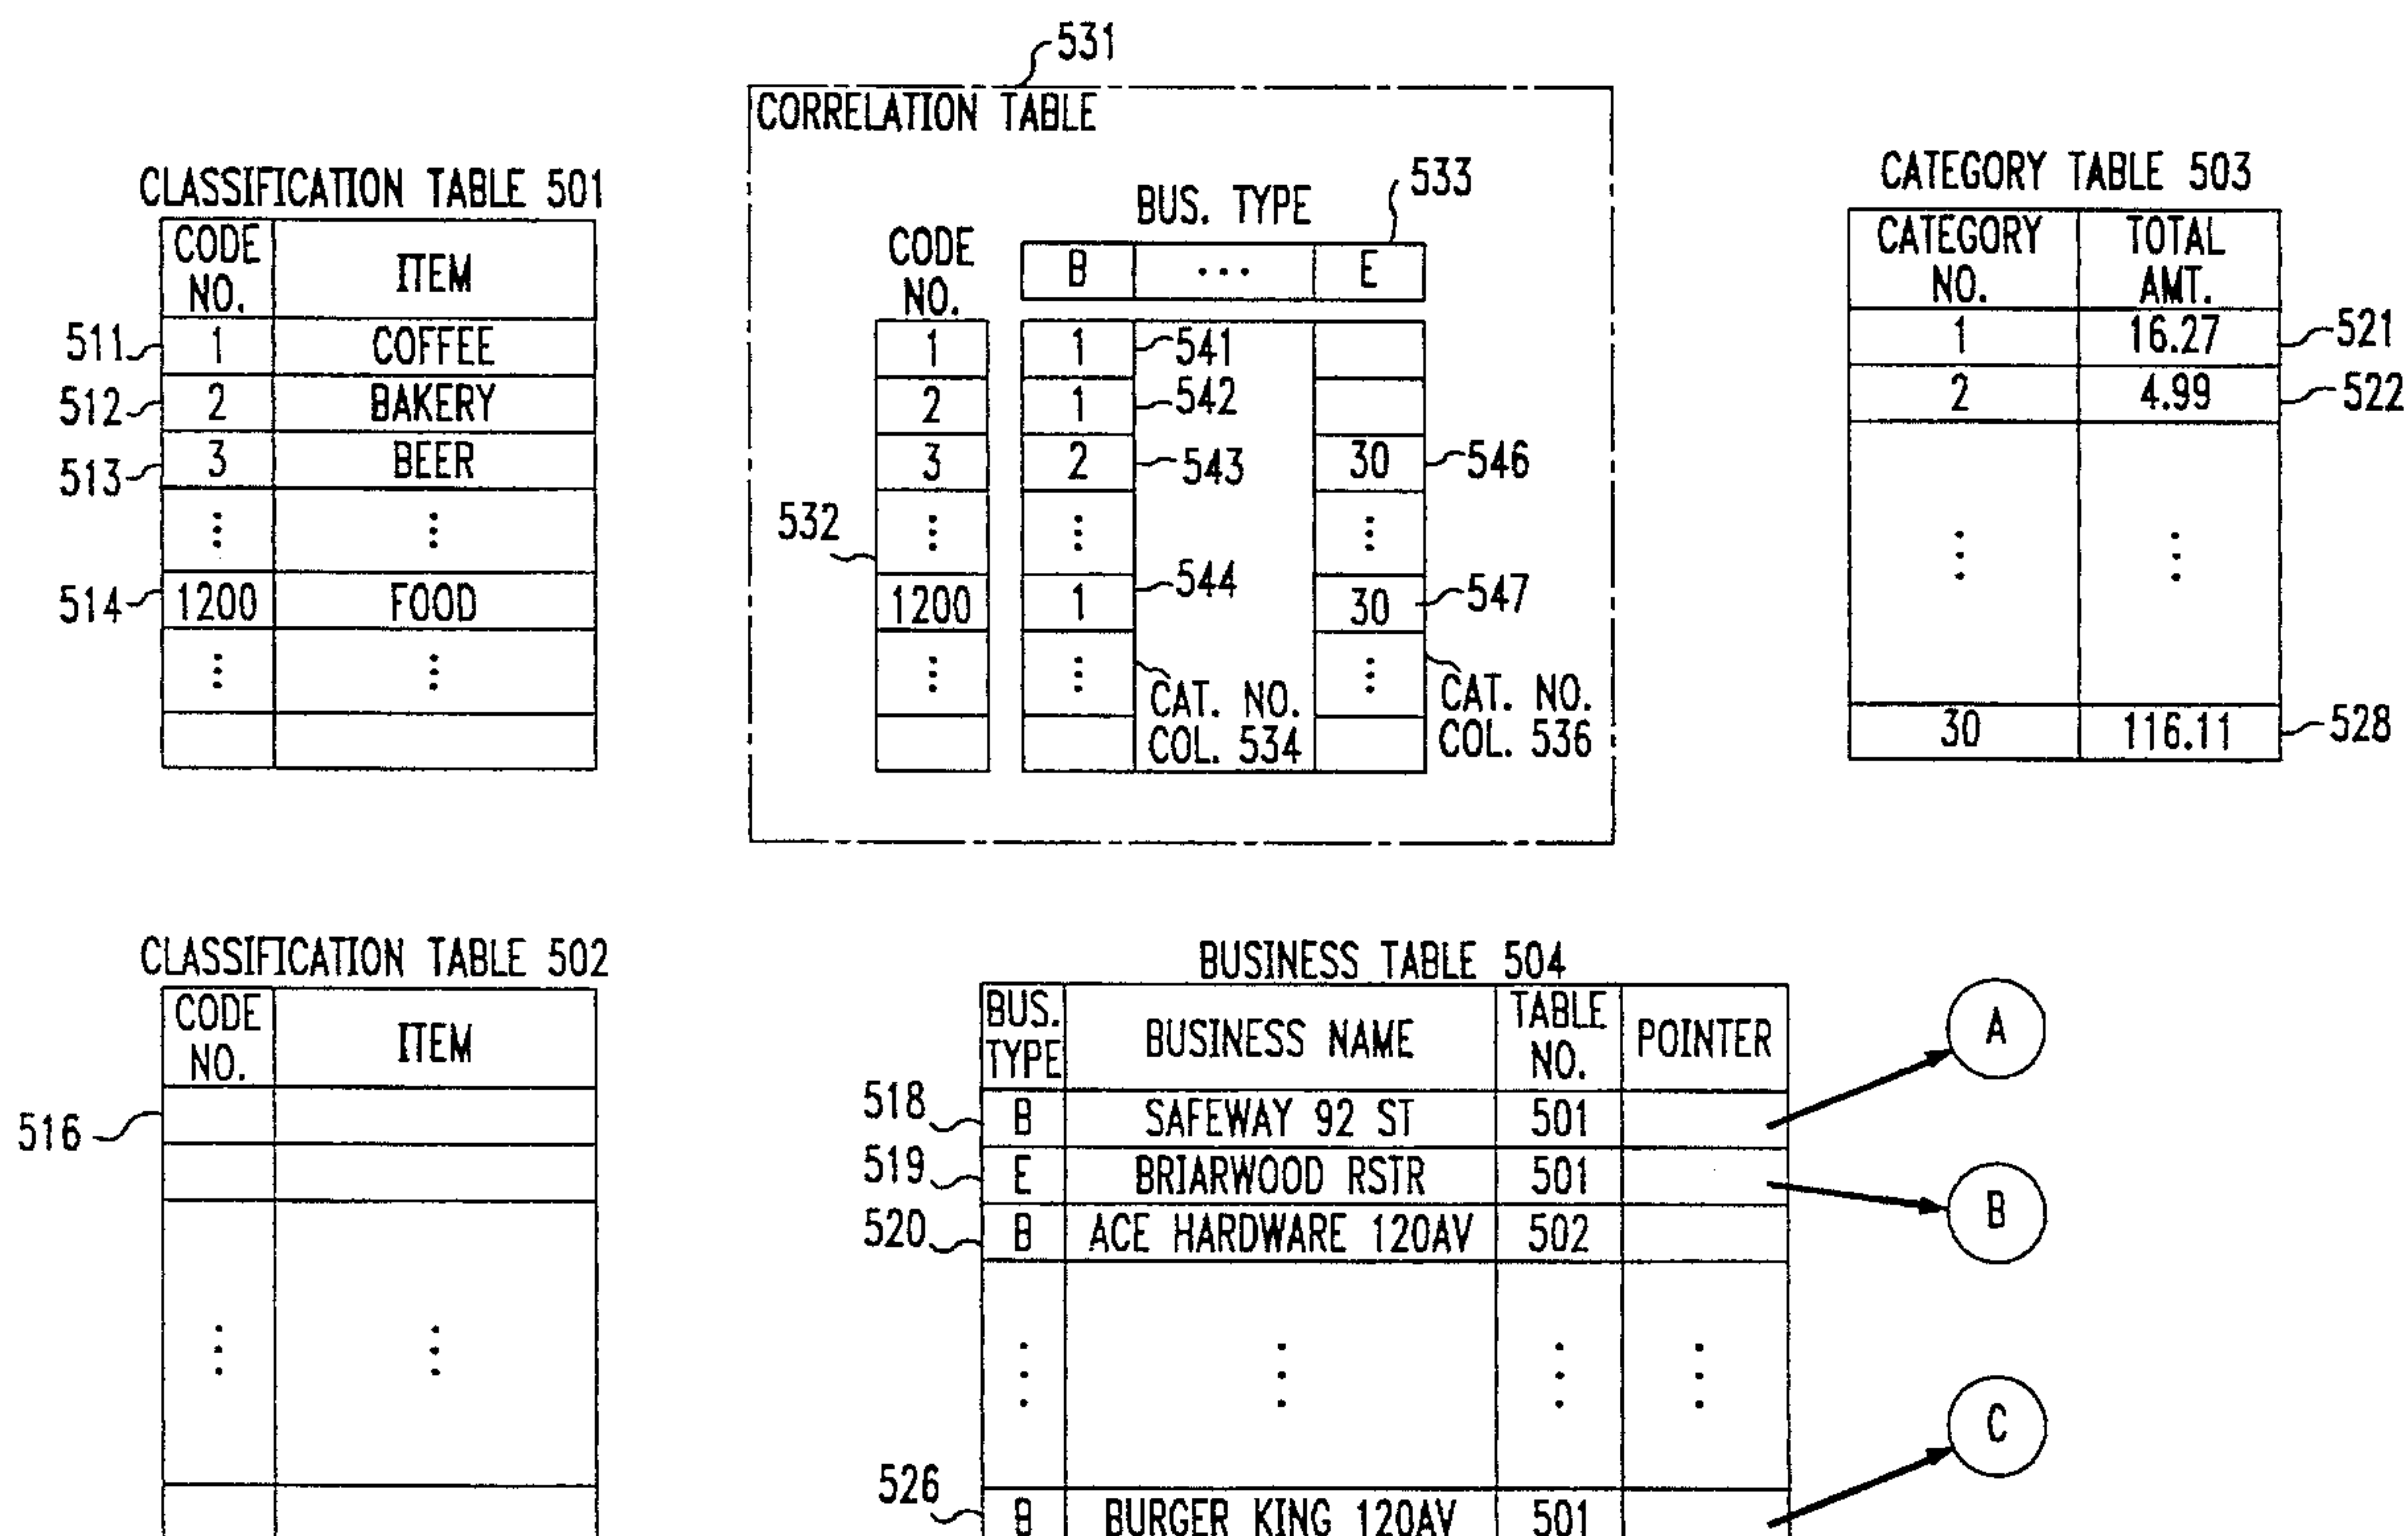 531
CORRELATION TABLE
CLASSIFICATION TABLE 501
CODE NO. ITEM
511 1 COFFEE
512 2 BAKERY
513 3 BEER
⋮ ⋮
514 1200 FOOD
⋮ ⋮
BUS. TYPE 533
CODE NO. B ... E
1 1 541
2 1 542
3 2 543 30 546
532 ⋮ ⋮ ⋮
1200 1 544 30 547
⋮ ⋮ ⋮
CAT. NO. COL. 534
CAT. NO. COL. 536
CATEGORY TABLE 503
CATEGORY NO. TOTAL AMT.
1 16.27 521
2 4.99 522
⋮ ⋮
30 116.11 528
CLASSIFICATION TABLE 502
CODE NO. ITEM
516
⋮ ⋮
BUSINESS TABLE 504
BUS. TYPE BUSINESS NAME TABLE NO. POINTER
518 B SAFEWAY 92 ST 501 A
519 E BRIARWOOD RSTR 501 B
520 B ACE HARDWARE 120AV 502
⋮ ⋮ ⋮ ⋮
526 B BURGER KING 120AV 501 C